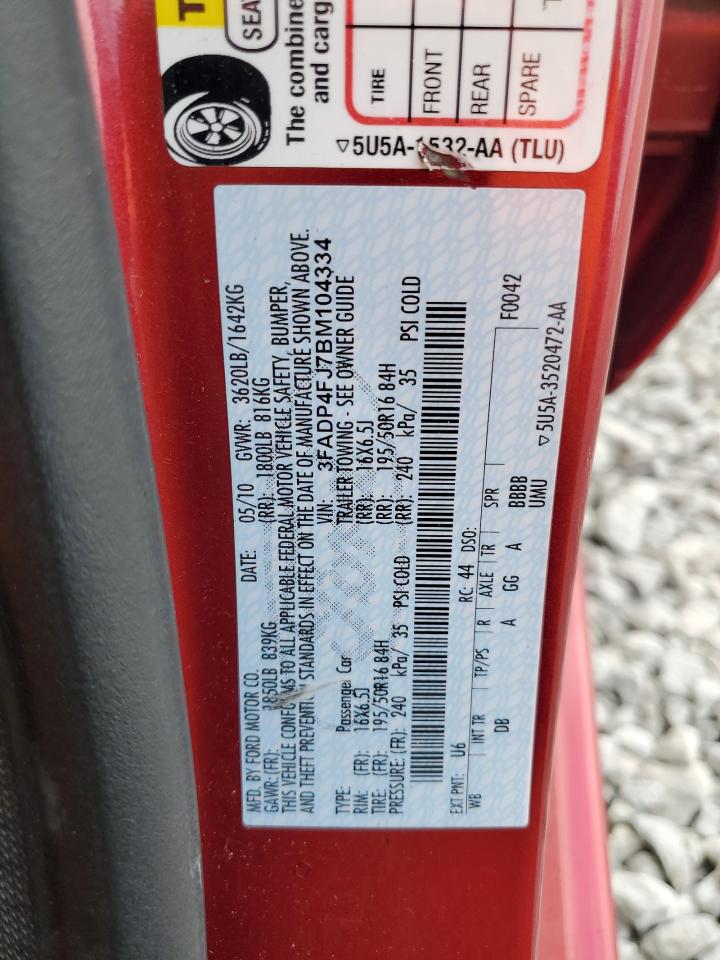 T
SEA
The combine
and carg
TIRE
FRONT
REAR
SPARE
5U5A-1532-AA (TLU)
MFD. BY FORD MOTOR CO. DATE: 05/10 GVWR: 3620LB/1642KG
GAWR: (FR): 1850LB 839KG (RR): 1800LB 816KG
THIS VEHICLE CONFORMS TO ALL APPLICABLE FEDERAL MOTOR VEHICLE SAFETY, BUMPER,
AND THEFT PREVENTION STANDARDS IN EFFECT ON THE DATE OF MANUFACTURE SHOWN ABOVE.
VIN: 3FADP4FJ7BM104334
TYPE: Passenger Car TRAILER TOWING - SEE OWNER GUIDE
RIM: (FR): 16X6.5J (RR): 16X6.5J
TIRE: (FR): 195/50R16 84H (RR): 195/50R16 84H
PRESSURE: (FR): 240 kPa/ 35 PSI COLD (RR): 240 kPa/ 35 PSI COLD
EXT PNT: U6 RC: 44 DSO: F0042
WB INT TR TP/PS R AXLE TR SPR
DB A GG A BBBB
UMU
▽5U5A-3520472-AA